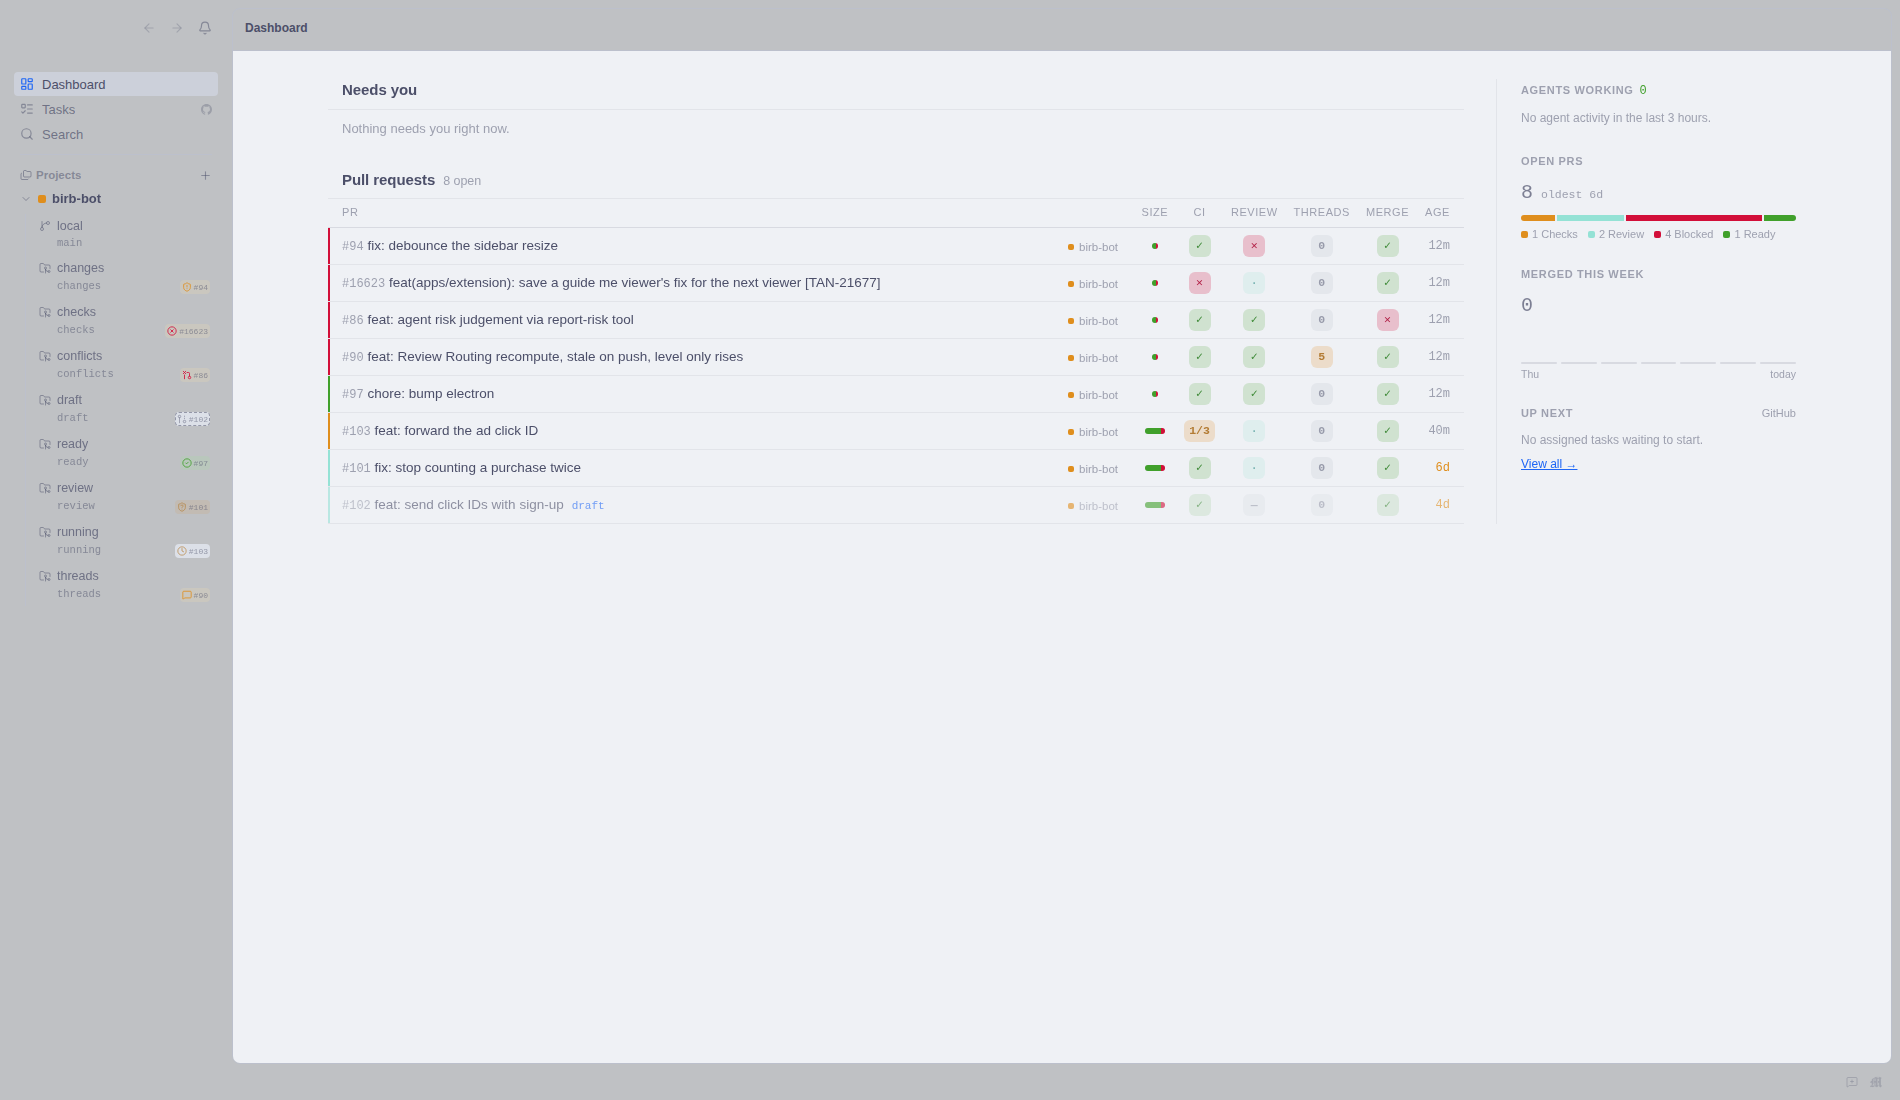 Dashboard
Dashboard
Tasks
Search
Projects
birb-bot
local
main
changes
changes #94
checks
checks #16623
conflicts
conflicts #86
draft
draft #102
ready
ready #97
review
review #101
running
running #103
threads
threads #90
Needs you
Nothing needs you right now.
Pull requests 8 open
PR SIZE CI REVIEW THREADS MERGE AGE
#94 fix: debounce the sidebar resize birb-bot ✓ ✕ 0 ✓ 12m
#16623 feat(apps/extension): save a guide me viewer's fix for the next viewer [TAN-21677] birb-bot ✕ · 0 ✓ 12m
#86 feat: agent risk judgement via report-risk tool birb-bot ✓ ✓ 0 ✕ 12m
#90 feat: Review Routing recompute, stale on push, level only rises birb-bot ✓ ✓ 5 ✓ 12m
#97 chore: bump electron birb-bot ✓ ✓ 0 ✓ 12m
#103 feat: forward the ad click ID birb-bot 1/3 · 0 ✓ 40m
#101 fix: stop counting a purchase twice birb-bot ✓ · 0 ✓ 6d
#102 feat: send click IDs with sign-up draft birb-bot ✓ — 0 ✓ 4d
AGENTS WORKING 0
No agent activity in the last 3 hours.
OPEN PRS
8 oldest 6d
1 Checks 2 Review 4 Blocked 1 Ready
MERGED THIS WEEK
0
Thu today
UP NEXT GitHub
No assigned tasks waiting to start.
View all →